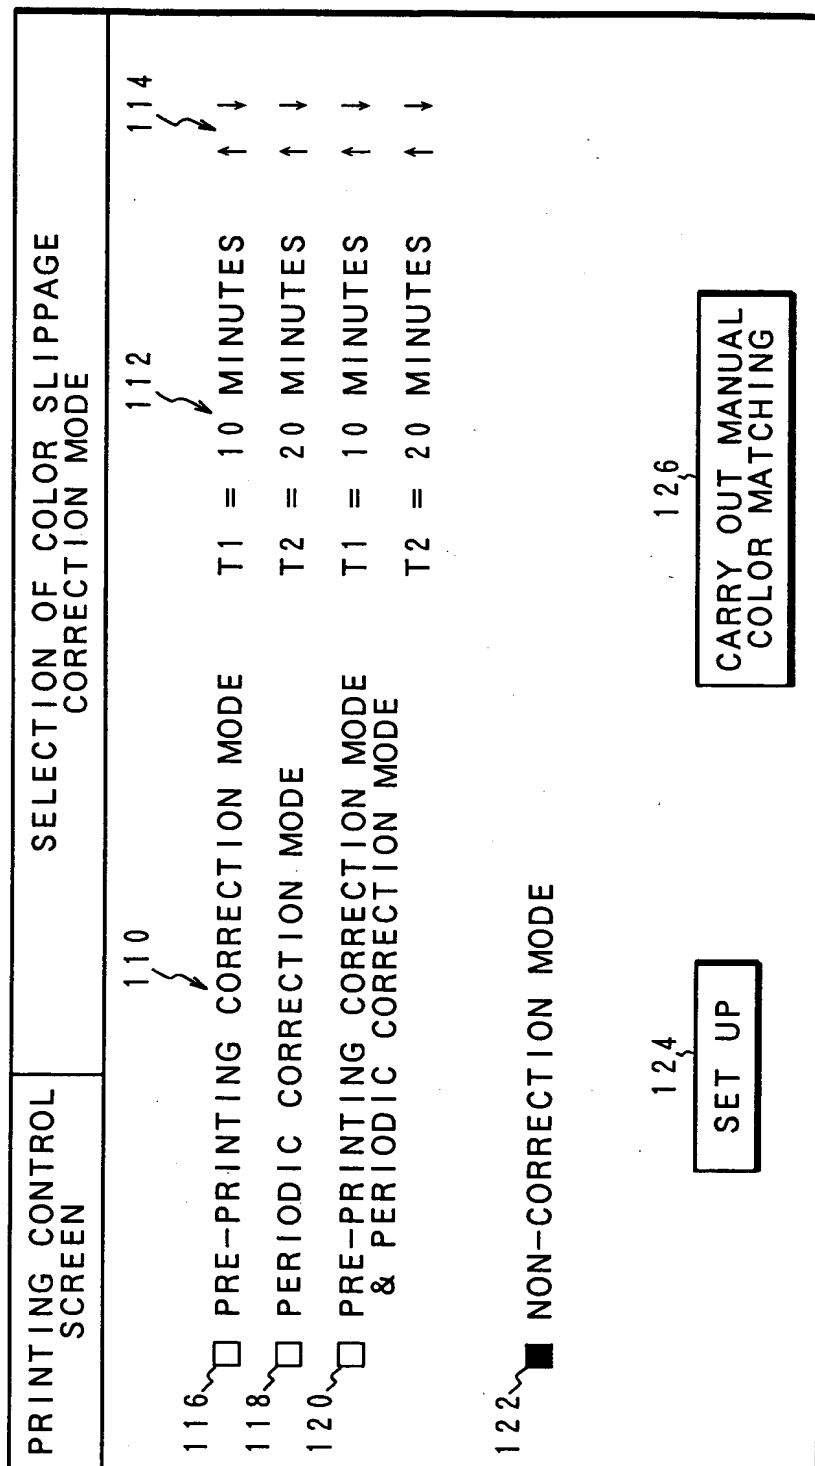 PRINTING CONTROL
SCREEN
SELECTION OF COLOR SLIPPAGE
CORRECTION MODE
110
112
114
116
PRE-PRINTING CORRECTION MODE
T1 = 10 MINUTES
↑ ↓
118
PERIODIC CORRECTION MODE
T2 = 20 MINUTES
↑ ↓
120
PRE-PRINTING CORRECTION MODE
& PERIODIC CORRECTION MODE
T1 = 10 MINUTES
↑ ↓
T2 = 20 MINUTES
↑ ↓
122
NON-CORRECTION MODE
124
SET UP
126
CARRY OUT MANUAL
COLOR MATCHING